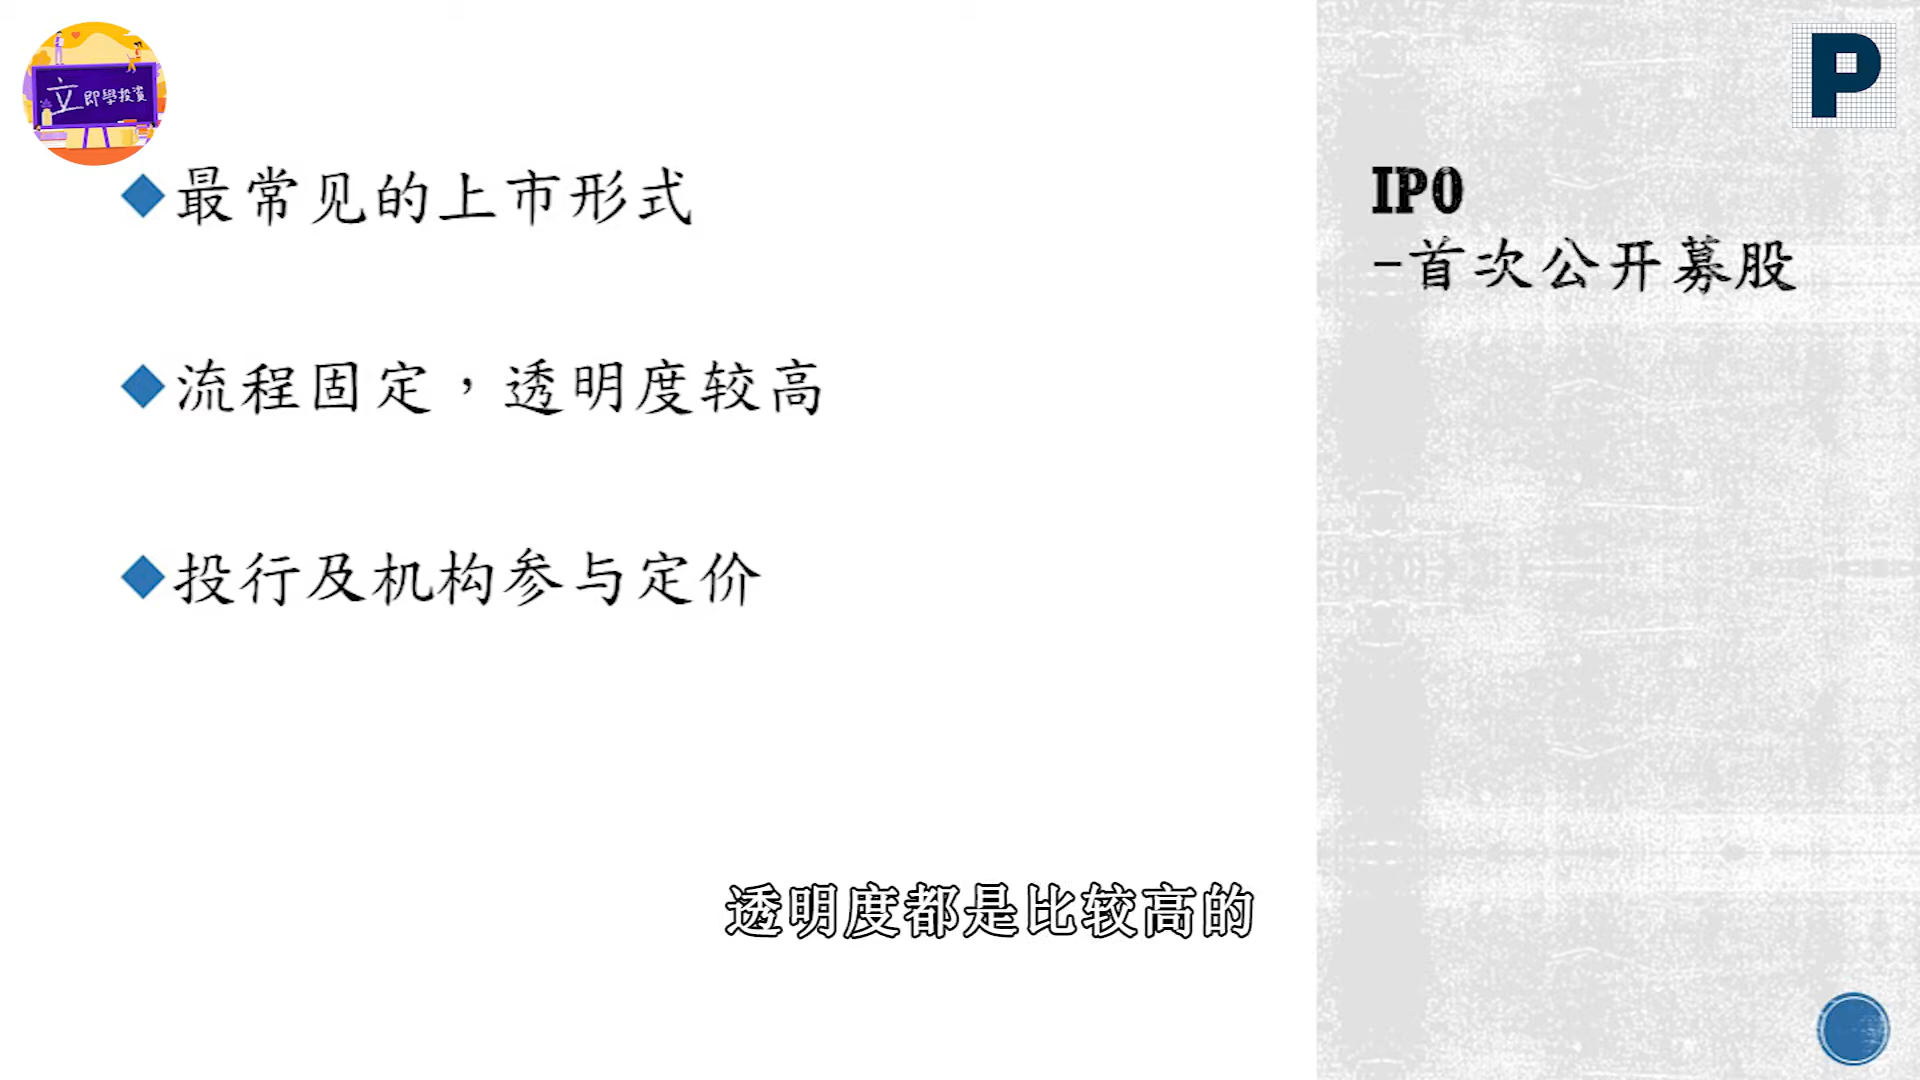 立即學投資
P
最常见的上市形式
流程固定，透明度较高
投行及机构参与定价
IPO
-首次公开募股
透明度都是比较高的